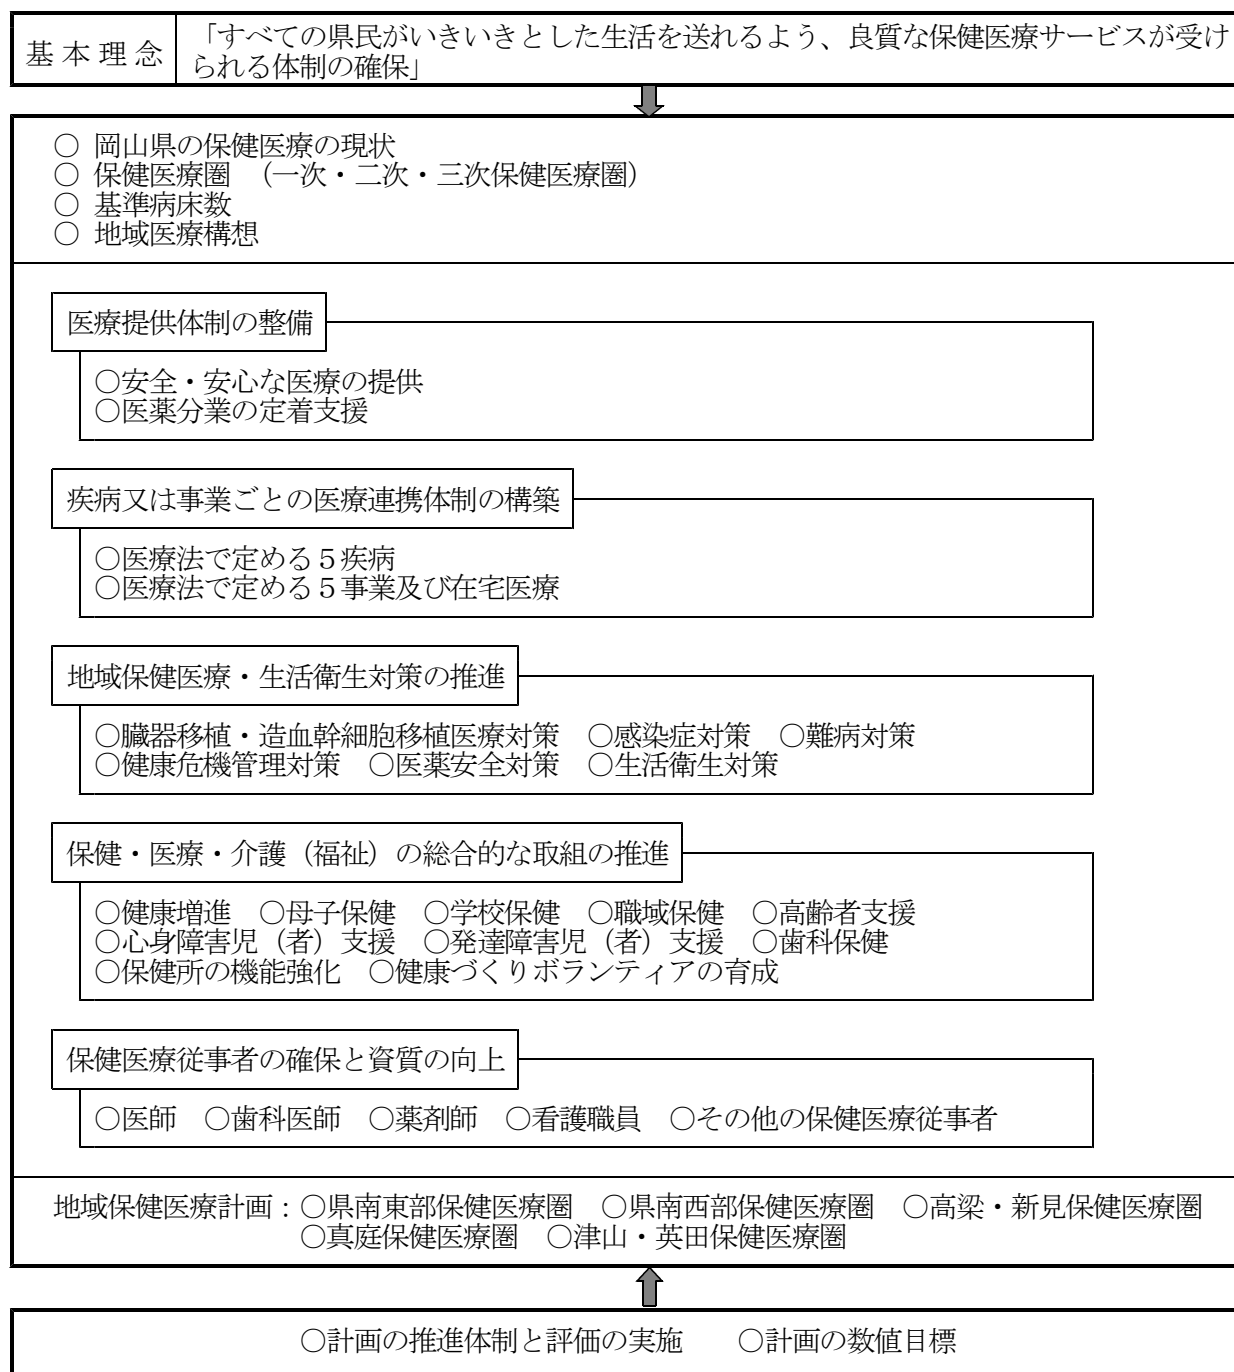 基本理念
「すべての県民がいきいきとした生活を送れるよう、良質な保健医療サービスが受け
られる体制の確保」
○ 岡山県の保健医療の現状
○ 保健医療圏　（一次・二次・三次保健医療圏）
○ 基準病床数
○ 地域医療構想
医療提供体制の整備
○安全・安心な医療の提供
○医薬分業の定着支援
疾病又は事業ごとの医療連携体制の構築
○医療法で定める５疾病
○医療法で定める５事業及び在宅医療
地域保健医療・生活衛生対策の推進
○臓器移植・造血幹細胞移植医療対策　○感染症対策　○難病対策
○健康危機管理対策　○医薬安全対策　○生活衛生対策
保健・医療・介護（福祉）の総合的な取組の推進
○健康増進　○母子保健　○学校保健　○職域保健　○高齢者支援
○心身障害児（者）支援　○発達障害児（者）支援　○歯科保健
○保健所の機能強化　○健康づくりボランティアの育成
保健医療従事者の確保と資質の向上
○医師　○歯科医師　○薬剤師　○看護職員　○その他の保健医療従事者
地域保健医療計画：○県南東部保健医療圏　○県南西部保健医療圏　○高梁・新見保健医療圏
○真庭保健医療圏　○津山・英田保健医療圏
○計画の推進体制と評価の実施　　○計画の数値目標